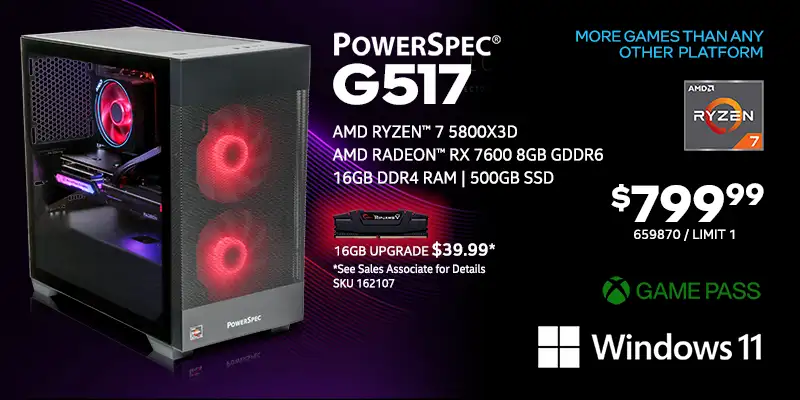 POWERSPEC®
G517
AMD RYZEN™ 7 5800X3D
AMD RADEON™ RX 7600 8GB GDDR6
16GB DDR4 RAM | 500GB SSD
16GB UPGRADE $39.99*
*See Sales Associate for Details
SKU 162107
MORE GAMES THAN ANY
OTHER PLATFORM
AMD
RYZEN
7
$799.99
659870 / LIMIT 1
GAME PASS
Windows 11
POWERSPEC